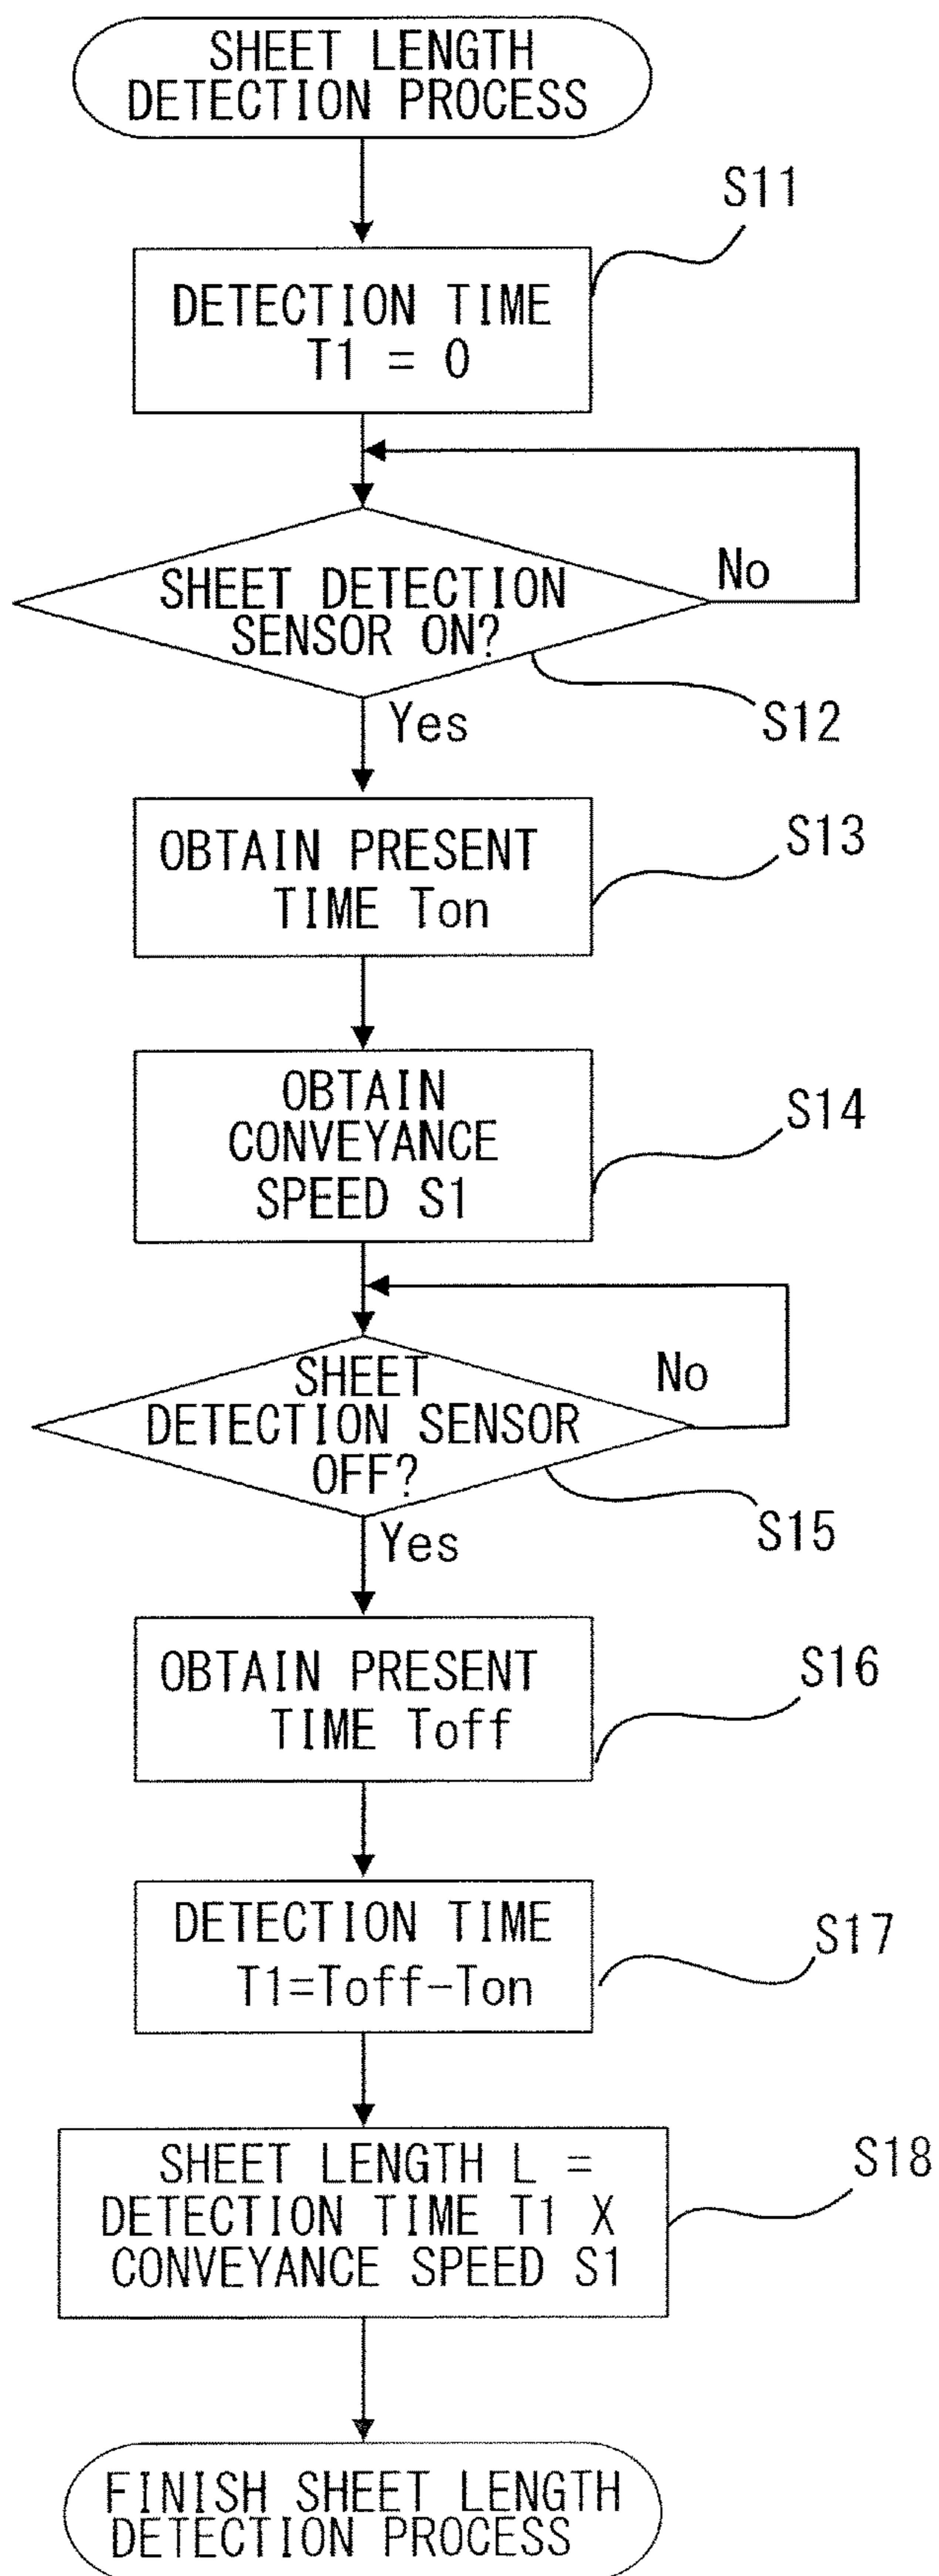 SHEET LENGTH
DETECTION PROCESS
S11
DETECTION TIME
T1 = 0
No
SHEET DETECTION
SENSOR ON?
S12
Yes
OBTAIN PRESENT
TIME Ton
S13
OBTAIN
CONVEYANCE
SPEED S1
S14
SHEET
No
DETECTION SENSOR
OFF?
S15
Yes
OBTAIN PRESENT
TIME Toff
S16
DETECTION TIME
T1=Toff-Ton
S17
SHEET LENGTH L =
DETECTION TIME T1 X
CONVEYANCE SPEED S1
S18
FINISH SHEET LENGTH
DETECTION PROCESS